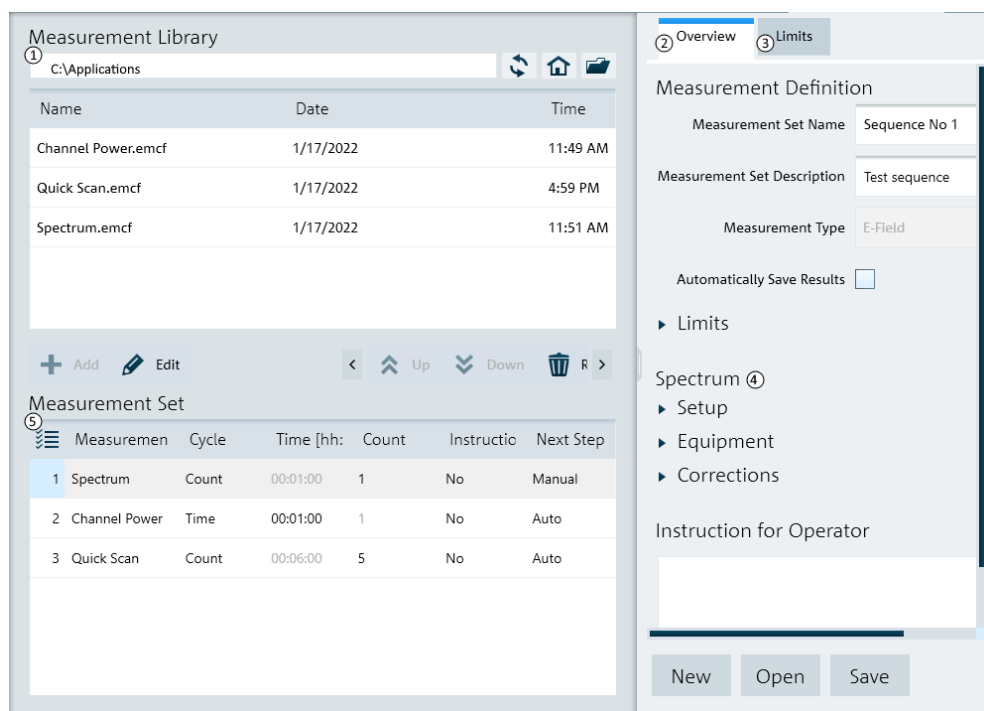 Measurement Library
1
C:\Applications
Name Date Time
Channel Power.emcf 1/17/2022 11:49 AM
Quick Scan.emcf 1/17/2022 4:59 PM
Spectrum.emcf 1/17/2022 11:51 AM
Add Edit < Up Down R >
Measurement Set
5
Measuremen Cycle Time [hh: Count Instructio Next Step
1 Spectrum Count 00:01:00 1 No Manual
2 Channel Power Time 00:01:00 1 No Auto
3 Quick Scan Count 00:06:00 5 No Auto
2 Overview 3 Limits
Measurement Definition
Measurement Set Name Sequence No 1
Measurement Set Description Test sequence
Measurement Type E-Field
Automatically Save Results
Limits
Spectrum 4
Setup
Equipment
Corrections
Instruction for Operator
New Open Save